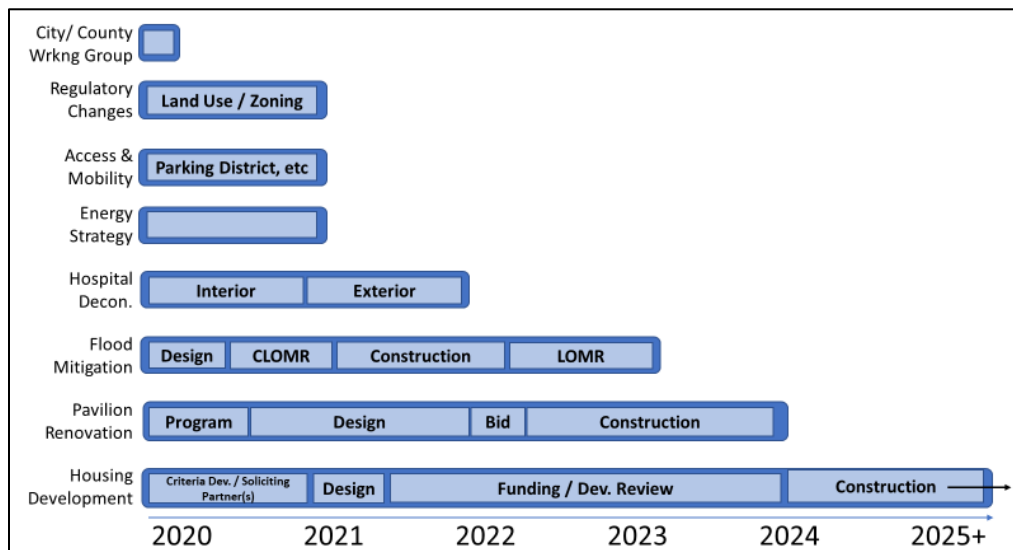 City/ County
Wrkng Group
Regulatory
Changes
Land Use / Zoning
Access &
Mobility
Parking District, etc
Energy
Strategy
Hospital
Decon.
Interior
Exterior
Flood
Mitigation
Design
CLOMR
Construction
LOMR
Pavilion
Renovation
Program
Design
Bid
Construction
Housing
Development
Criteria Dev. / Soliciting
Partner(s)
Design
Funding / Dev. Review
Construction
2020 2021 2022 2023 2024 2025+